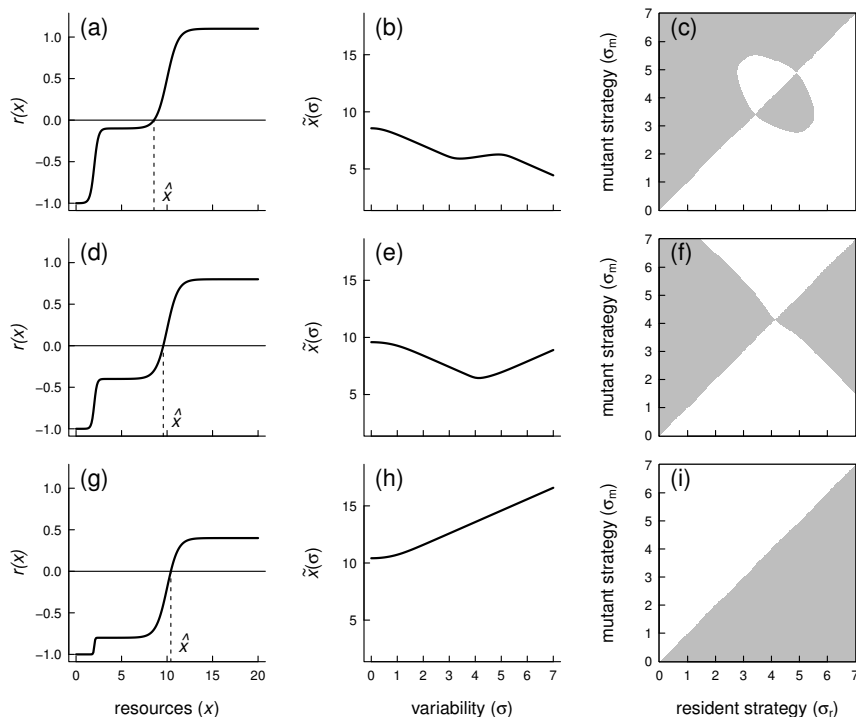 (a)
r(x)
1.0
0.5
0.0
−0.5
−1.0
x̂
(b)
x̃(σ)
15
10
5
(c)
mutant strategy (σm)
7
6
5
4
3
2
1
0
(d)
r(x)
1.0
0.5
0.0
−0.5
−1.0
x̂
(e)
x̃(σ)
15
10
5
(f)
mutant strategy (σm)
7
6
5
4
3
2
1
0
(g)
r(x)
1.0
0.5
0.0
−0.5
−1.0
x̂
0 5 10 15 20
resources (x)
(h)
x̃(σ)
15
10
5
0 1 2 3 4 5 6 7
variability (σ)
(i)
mutant strategy (σm)
7
6
5
4
3
2
1
0
0 1 2 3 4 5 6 7
resident strategy (σr)